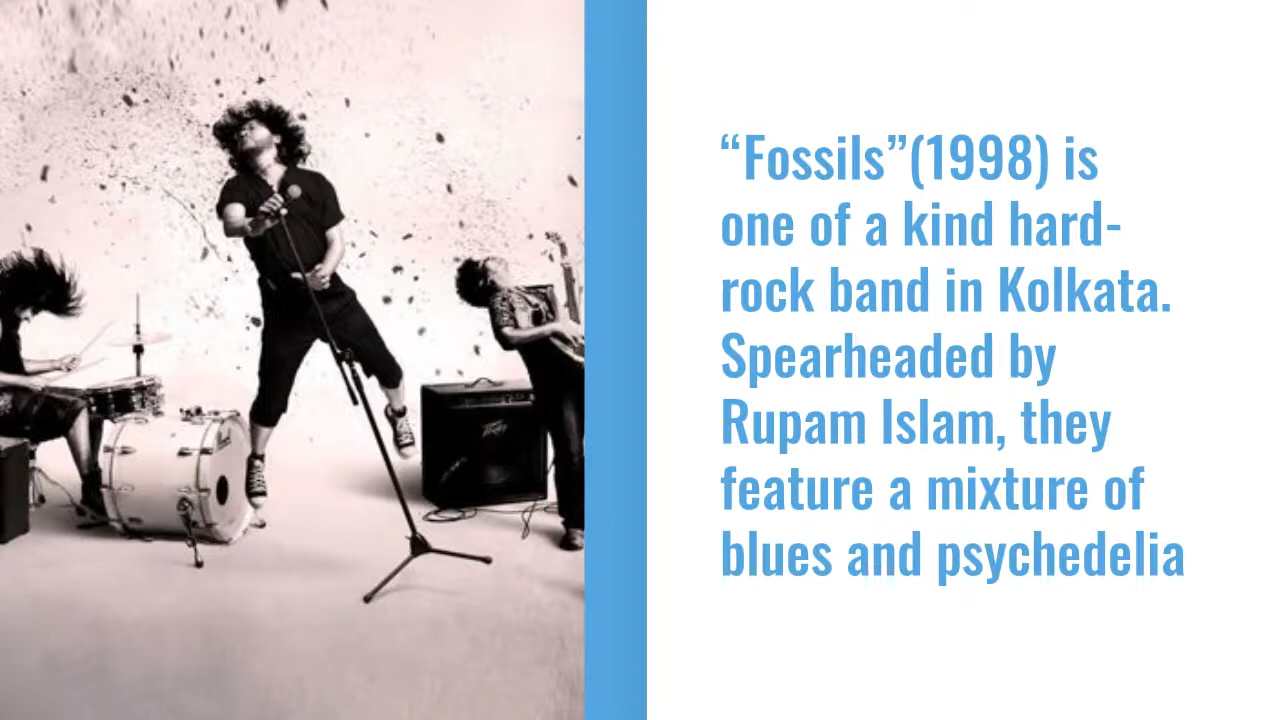 “Fossils”(1998) is
one of a kind hard-
rock band in Kolkata.
Spearheaded by
Rupam Islam, they
feature a mixture of
blues and psychedelia
PEAVEY